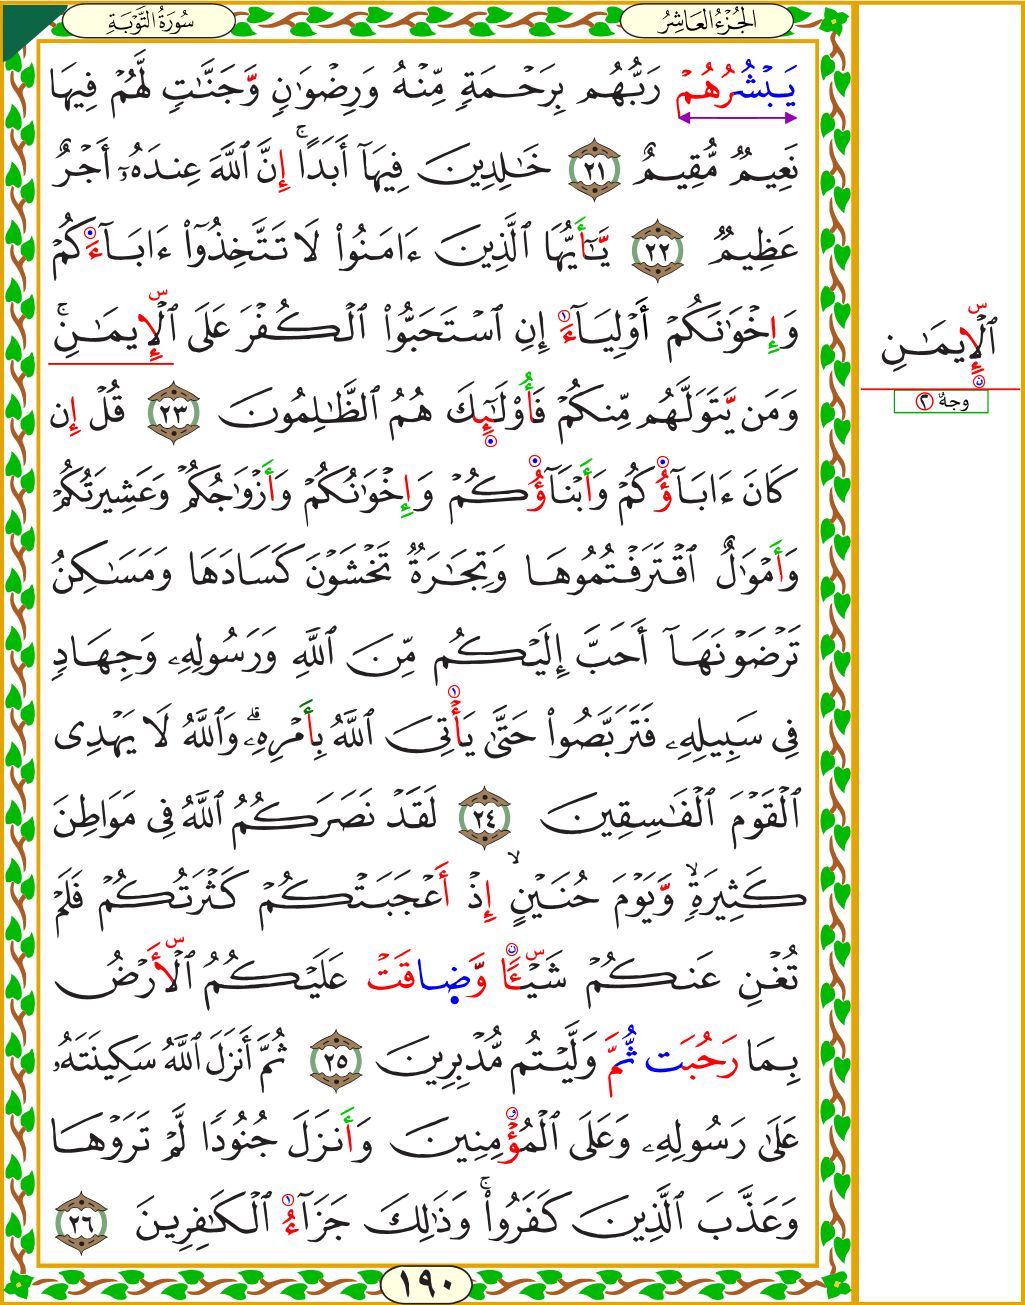 سُورَةُ التَّوْبَةِ
الجُزْءُ العَاشِرُ
يَبْشُرُهُمْ رَبُّهُم بِرَحْمَةٍ مِّنْهُ وَرِضْوَٰنٍ وَّجَنَّٰتٍ لَّهُمْ فِيهَا
نَعِيمٌ مُّقِيمٌ ٢١ خَٰلِدِينَ فِيهَآ أَبَدًاۚ إِنَّ ٱللَّهَ عِندَهُۥٓ أَجْرٌ
عَظِيمٌ ٢٢ يَّٰٓأَيُّهَا ٱلَّذِينَ ءَامَنُوا۟ لَا تَتَّخِذُوٓا۟ ءَابَآءَكُمْ
وَإِخْوَٰنَكُمْ أَوْلِيَآءَ إِنِ ٱسْتَحَبُّوا۟ ٱلْكُفْرَ عَلَى ٱلْإِيمَٰنِۚ
وَمَن يَّتَوَلَّهُم مِّنكُمْ فَأُو۟لَٰٓئِكَ هُمُ ٱلظَّٰلِمُونَ ٢٣ قُلْ إِن
كَانَ ءَابَآؤُكُمْ وَأَبْنَآؤُكُمْ وَإِخْوَٰنُكُمْ وَأَزْوَٰجُكُمْ وَعَشِيرَتُكُمْ
وَأَمْوَٰلٌ ٱقْتَرَفْتُمُوهَا وَتِجَٰرَةٌ تَخْشَوْنَ كَسَادَهَا وَمَسَٰكِنُ
تَرْضَوْنَهَآ أَحَبَّ إِلَيْكُم مِّنَ ٱللَّهِ وَرَسُولِهِۦ وَجِهَادٍ
فِى سَبِيلِهِۦ فَتَرَبَّصُوا۟ حَتَّىٰ يَأْتِىَ ٱللَّهُ بِأَمْرِهِۦۗ وَٱللَّهُ لَا يَهْدِى
ٱلْقَوْمَ ٱلْفَٰسِقِينَ ٢٤ لَقَدْ نَصَرَكُمُ ٱللَّهُ فِى مَوَاطِنَ
كَثِيرَةٍۙ وَّيَوْمَ حُنَيْنٍۙ إِذْ أَعْجَبَتْكُمْ كَثْرَتُكُمْ فَلَمْ
تُغْنِ عَنكُمْ شَيْـًٔا وَّضَاقَتْ عَلَيْكُمُ ٱلْأَرْضُ
بِمَا رَحُبَت ثُّمَّ وَلَّيْتُم مُّدْبِرِينَ ٢٥ ثُمَّ أَنزَلَ ٱللَّهُ سَكِينَتَهُۥ
عَلَىٰ رَسُولِهِۦ وَعَلَى ٱلْمُؤْمِنِينَ وَأَنزَلَ جُنُودًا لَّمْ تَرَوْهَا
وَعَذَّبَ ٱلَّذِينَ كَفَرُوا۟ۚ وَذَٰلِكَ جَزَآءُ ٱلْكَٰفِرِينَ ٢٦
ٱلْإِيمَٰنِ
وجهٌ ٢
١٩٠